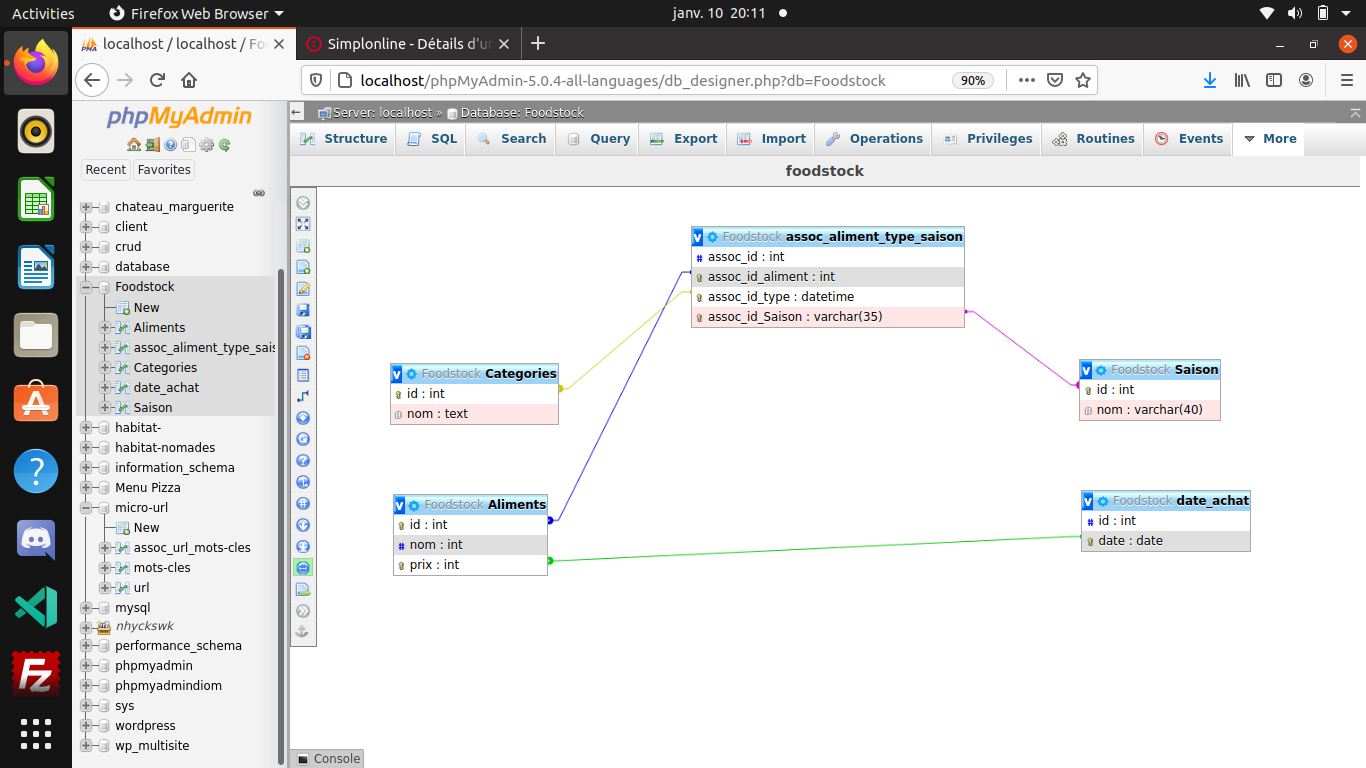 Activities Firefox Web Browser janv. 10 20:11
localhost / localhost / Fo
Simplonline - Détails d'u
localhost/phpMyAdmin-5.0.4-all-languages/db_designer.php?db=Foodstock 90%
phpMyAdmin
Recent Favorites
chateau_marguerite
client
crud
database
Foodstock
New
Aliments
assoc_aliment_type_sais
Categories
date_achat
Saison
habitat-
habitat-nomades
information_schema
Menu Pizza
micro-url
New
assoc_url_mots-cles
mots-cles
url
mysql
nhyckswk
performance_schema
phpmyadmin
phpmyadmindiom
sys
wordpress
wp_multisite
Server: localhost » Database: Foodstock
Structure SQL Search Query Export Import Operations Privileges Routines Events More
foodstock
v Foodstock assoc_aliment_type_saison
# assoc_id : int
assoc_id_aliment : int
assoc_id_type : datetime
assoc_id_Saison : varchar(35)
v Foodstock Categories
id : int
nom : text
v Foodstock Saison
id : int
nom : varchar(40)
v Foodstock Aliments
id : int
# nom : int
prix : int
v Foodstock date_achat
# id : int
date : date
Console